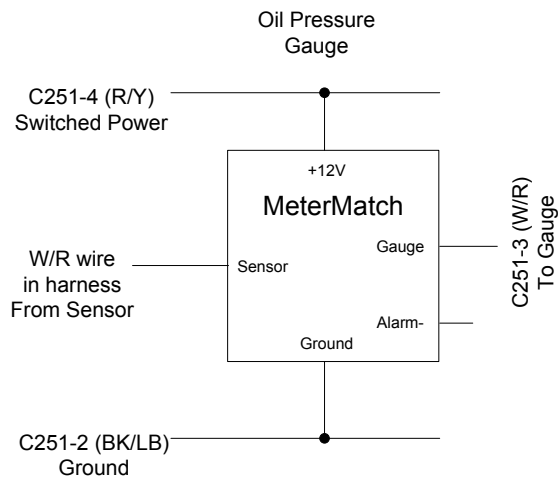 Oil Pressure
Gauge
C251-4 (R/Y)
Switched Power
+12V
MeterMatch
Gauge
C251-3 (W/R)
To Gauge
W/R wire
in harness
From Sensor
Sensor
Alarm-
Ground
C251-2 (BK/LB)
Ground